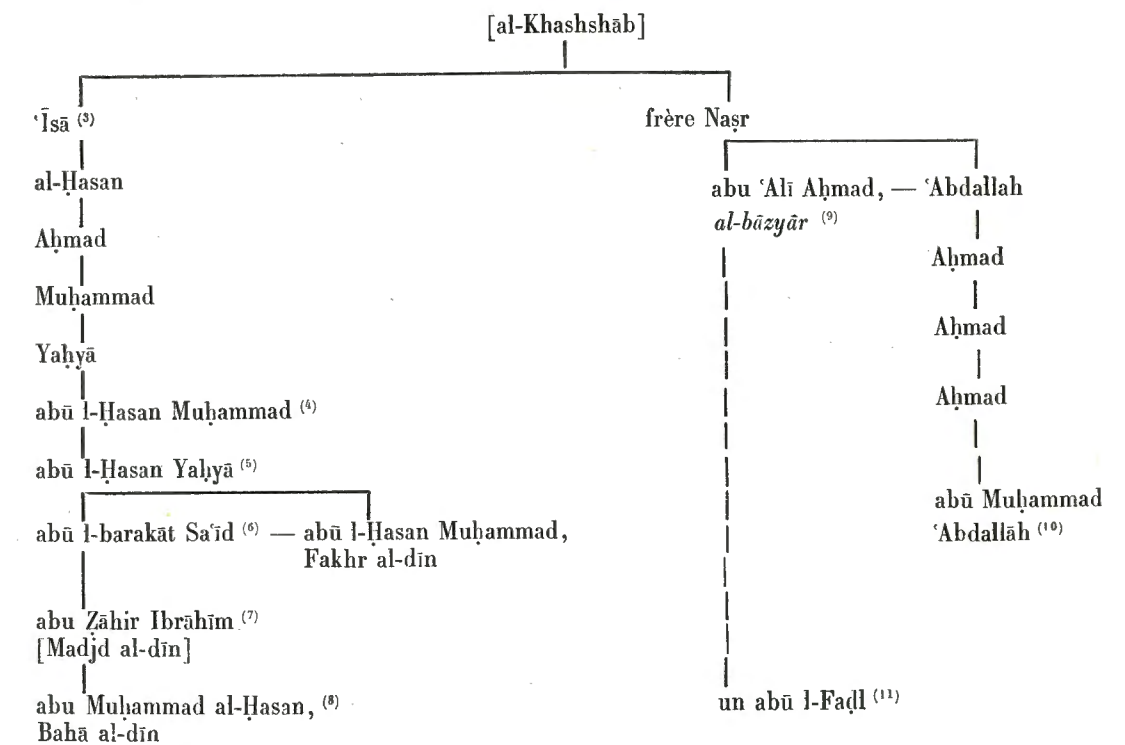 [al-Khashshāb]
ʿĪsā (3)
frère Naṣr
al-Ḥasan
abu ʿAlī Aḥmad, — ʿAbdallah
al-bāzyâr (9)
Aḥmad
Aḥmad
Muḥammad
Aḥmad
Yaḥyā
Aḥmad
abū l-Ḥasan Muḥammad (4)
abū l-Ḥasan Yaḥyā (5)
abū Muḥammad
ʿAbdallāh (10)
abū l-barakāt Saʿīd (6) — abū l-Ḥasan Muḥammad,
Fakhr al-dīn
abu Ẓāhir Ibrāhīm (7)
[Madjd al-dīn]
abu Muḥammad al-Ḥasan, (8)
Bahā al-dīn
un abū l-Faḍl (11)